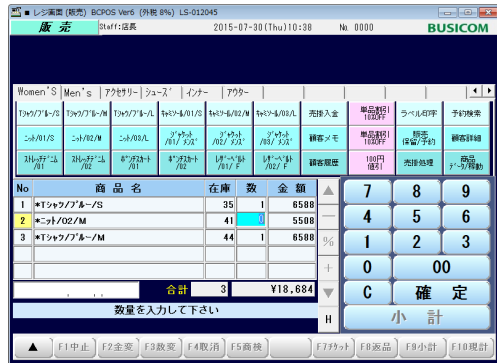 レジ画面 (販売) BCPOS Ver6 (外税 8%) LS-012045
販 売 Staff:店長 2015-07-30(Thu)10:38 No. 0000 BUSICOM
Women'S Men's アクセサリー シューズ インナー アウター
Tシャツ/ブルー/S Tシャツ/ブルー/M Tシャツ/ブルー/L キャミソール/01/S キャミソール/02/M キャミソール/03/L 売掛入金 単品割引 10%OFF ラベル印字 予約検索
ニット/01/S ニット/02/M ニット/03/L ジャケット/01/メンズ ジャケット/02/メンズ ジャケット/03/メンズ 顧客メモ 単品割引 10%OFF 販売保留/予約 顧客詳細
ストレッチデニム/01 ストレッチデニム/02 ボンデスカート/01 ボンデスカート/02 レザーベルト/01/F レザーベルト/02/F 顧客履歴 100円値引 売掛処理 商品データ/移動
No 商 品 名 在庫 数 金 額
1 *Tシャツ/ブルー/S 35 1 6588
2 *ニット/02/M 41 1 5508
3 *Tシャツ/ブルー/M 44 1 6588
▲ — % + ▼ H
7 8 9
4 5 6
1 2 3
0 00
C 確 定
小 計
合計 3 ¥18,684
数量を入力して下さい
▲ F1中止 F2金変 F3数変 F4取消 F5商検 F7チケット F8返品 F9小計 F10現計